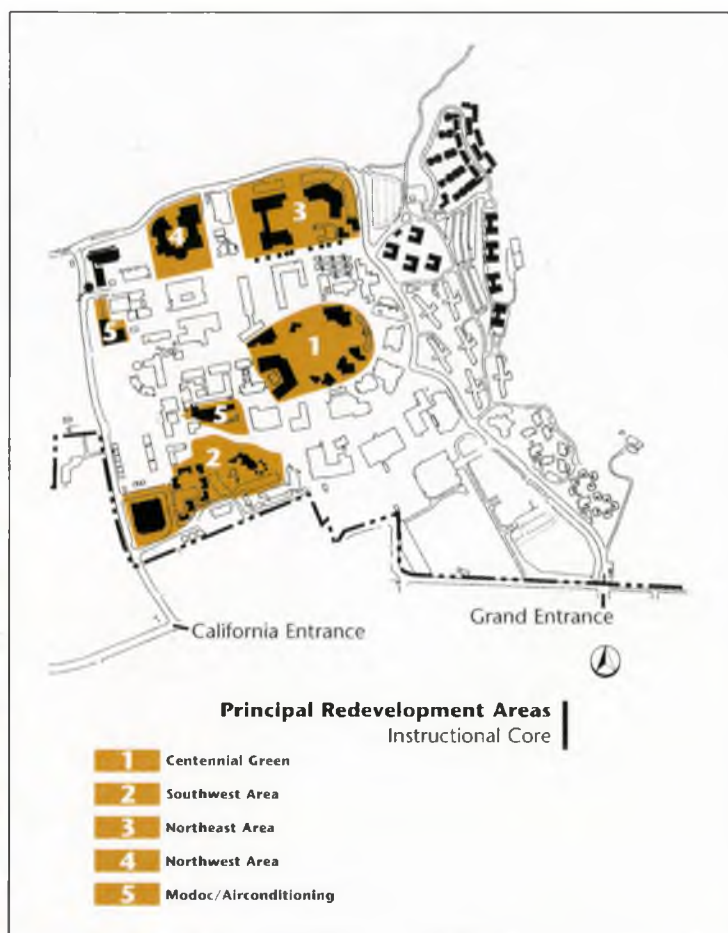 4
3
5
1
5
2
California Entrance
Grand Entrance
Principal Redevelopment Areas
Instructional Core
1 Centennial Green
2 Southwest Area
3 Northeast Area
4 Northwest Area
5 Modoc/Airconditioning